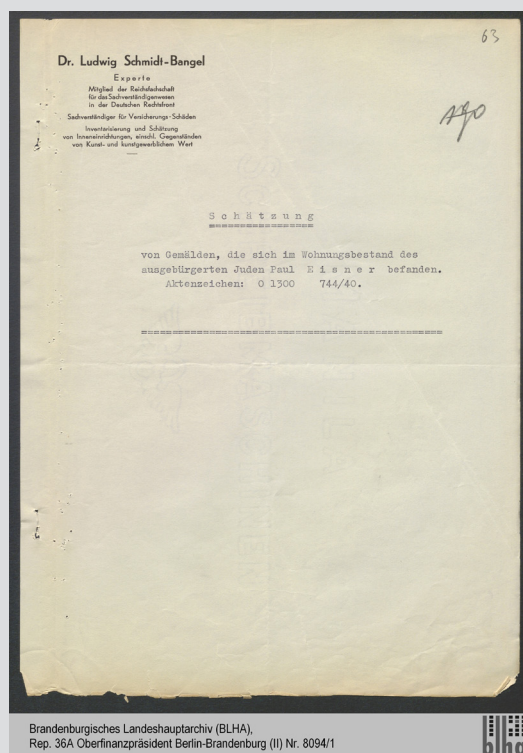 63
Dr. Ludwig Schmidt-Bangel
Experte
Mitglied der Reichsfachschaft
für das Sachverständigenwesen
in der Deutschen Rechtsfront
Sachverständiger für Versicherungs-Schäden
Inventarisierung und Schätzung
von Inneneinrichtungen, einschl. Gegenständen
von Kunst- und kunstgewerblichem Wert
S c h ä t z u n g
=================
von Gemälden, die sich im Wohnungsbestand des
ausgebürgerten Juden Paul E i s n e r befanden.
Aktenzeichen: O 1300 744/40.
==================================================
Brandenburgisches Landeshauptarchiv (BLHA),
Rep. 36A Oberfinanzpräsident Berlin-Brandenburg (II) Nr. 8094/1
blha